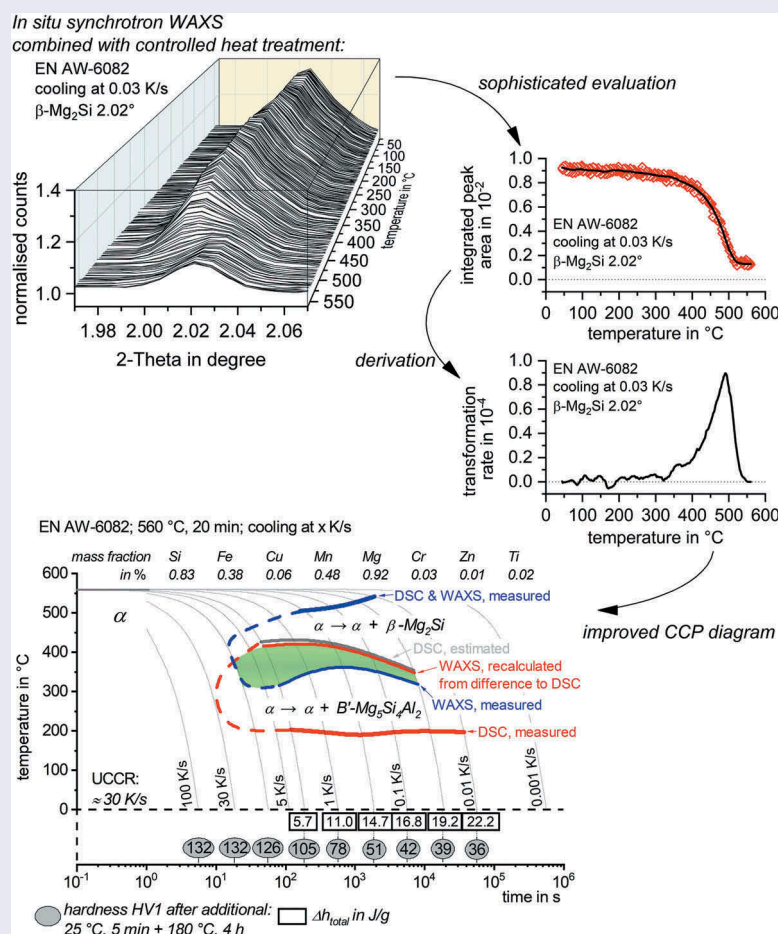 In situ synchrotron WAXS
combined with controlled heat treatment:
EN AW-6082
cooling at 0.03 K/s
β-Mg₂Si 2.02°
normalised counts
1.4
1.2
1.0
1.98
2.00
2.02
2.04
2.06
2-Theta in degree
50
100
150
200
250
300
350
400
450
500
550
temperature in °C
sophisticated evaluation
integrated peak
area in 10⁻²
1.0
0.8
0.6
0.4
0.2
0.0
EN AW-6082
cooling at 0.03 K/s
β-Mg₂Si 2.02°
0 100 200 300 400 500 600
temperature in °C
derivation
transformation
rate in 10⁻⁴
1.0
0.8
0.6
0.4
0.2
0.0
EN AW-6082
cooling at 0.03 K/s
β-Mg₂Si 2.02°
0 100 200 300 400 500 600
temperature in °C
improved CCP diagram
EN AW-6082; 560 °C, 20 min; cooling at x K/s
mass fraction Si Fe Cu Mn Mg Cr Zn Ti
in % 0.83 0.38 0.06 0.48 0.92 0.03 0.01 0.02
temperature in °C
600
500
400
300
200
100
0
α
DSC & WAXS, measured
α → α + β-Mg₂Si
DSC, estimated
WAXS, recalculated
from difference to DSC
WAXS, measured
α → α + B'-Mg₅Si₄Al₂
DSC, measured
UCCR:
≈ 30 K/s
100 K/s
30 K/s
5 K/s
1 K/s
0.1 K/s
0.01 K/s
0.001 K/s
5.7 11.0 14.7 16.8 19.2 22.2
132 132 126 105 78 51 42 39 36
10⁻¹ 10⁰ 10¹ 10² 10³ 10⁴ 10⁵ 10⁶
time in s
hardness HV1 after additional:
25 °C, 5 min + 180 °C, 4 h
Δh_total in J/g